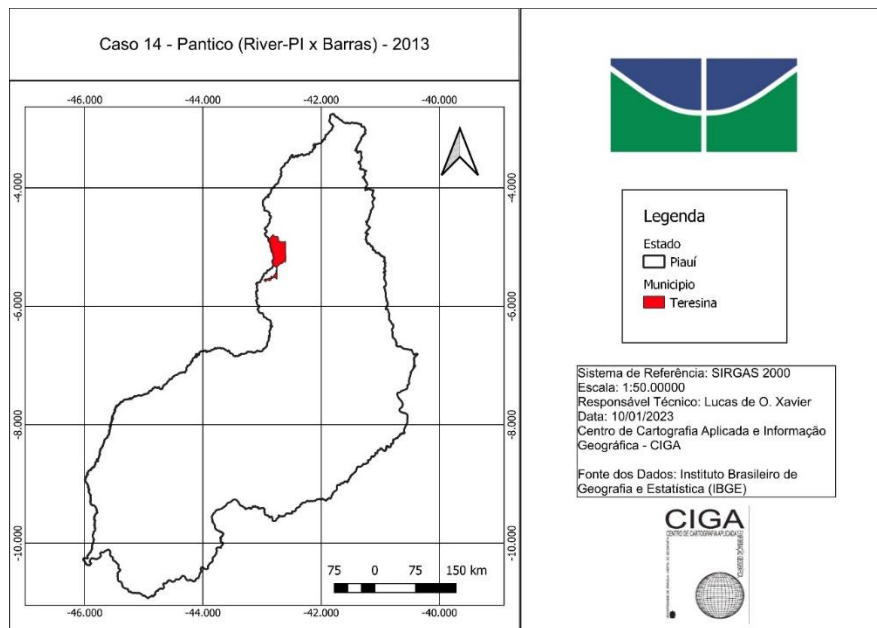 Caso 14 - Pantico (River-PI x Barras) - 2013
-46.000 -44.000 -42.000 -40.000
-4.000 -4.000
-6.000 -6.000
-8.000 -8.000
-10.000 -10.000
75 0 75 150 km
-46.000 -44.000 -42.000 -40.000
Legenda
Estado
Piauí
Municipio
Teresina
Sistema de Referência: SIRGAS 2000
Escala: 1:50.00000
Responsável Técnico: Lucas de O. Xavier
Data: 10/01/2023
Centro de Cartografia Aplicada e Informação
Geográfica - CIGA
Fonte dos Dados: Instituto Brasileiro de
Geografia e Estatística (IBGE)
CIGA
CENTRO DE CARTOGRAFIA APLICADA